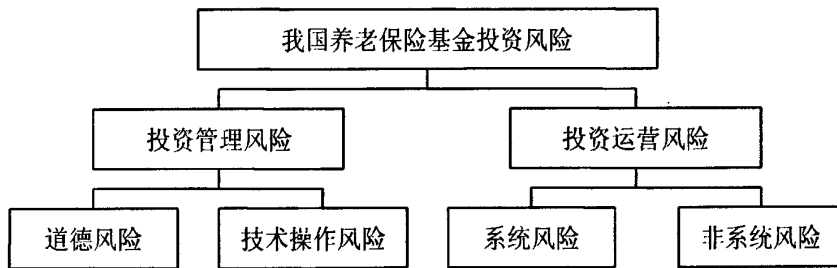 我国养老保险基金投资风险
投资管理风险
投资运营风险
道德风险
技术操作风险
系统风险
非系统风险